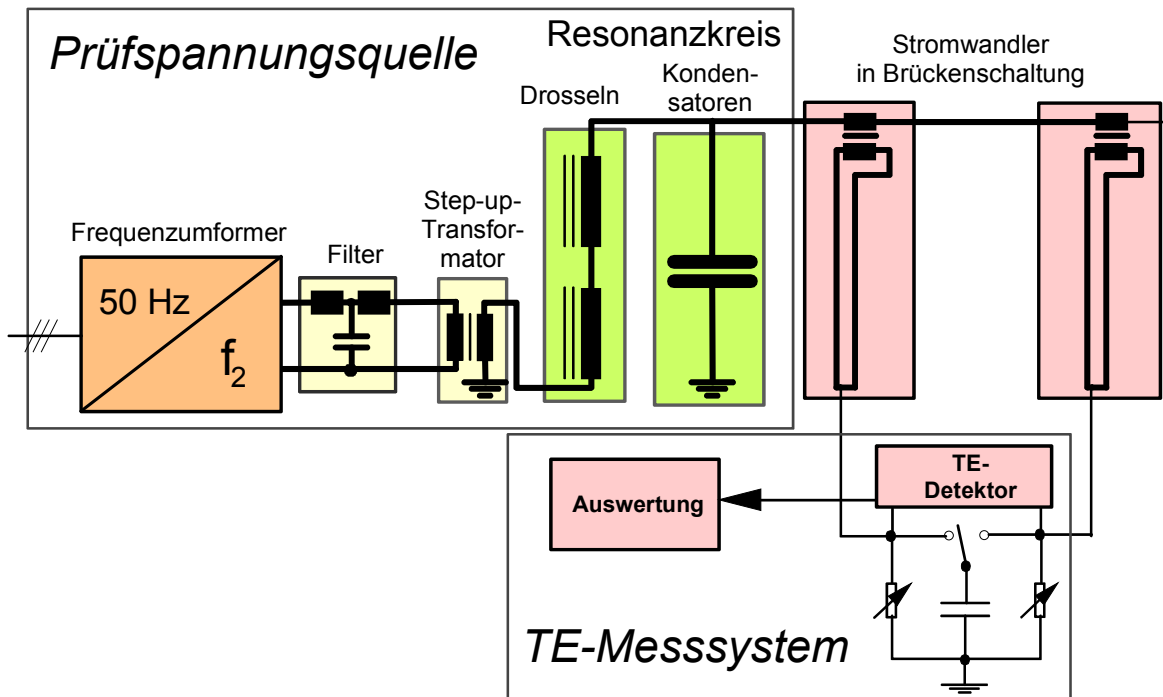 Prüfspannungsquelle
Resonanzkreis
Drosseln
Konden-
satoren
Stromwandler
in Brückenschaltung
Frequenzumformer
Filter
Step-up-
Transfor-
mator
50 Hz
f2
Auswertung
TE-
Detektor
TE-Messsystem